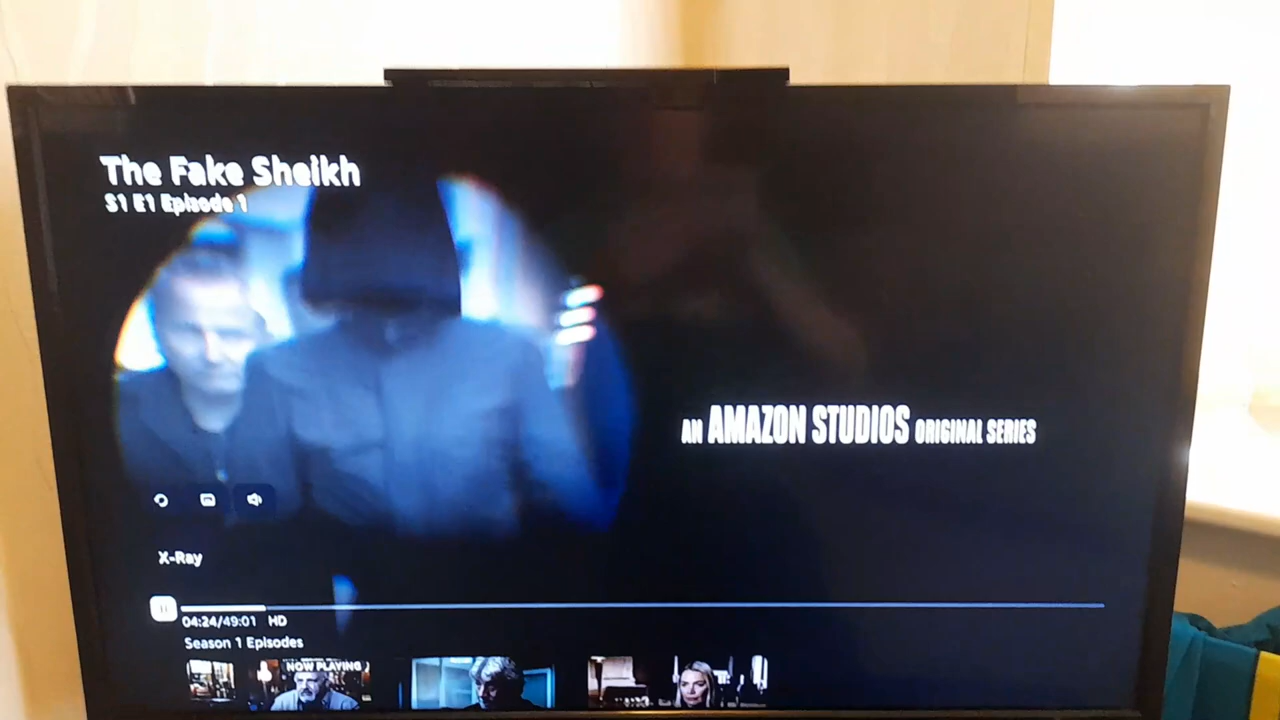 The Fake Sheikh
S1 E1 Episode 1
AN AMAZON STUDIOS ORIGINAL SERIES
X-Ray
04:24/49:01 HD
Season 1 Episodes
NOW PLAYING